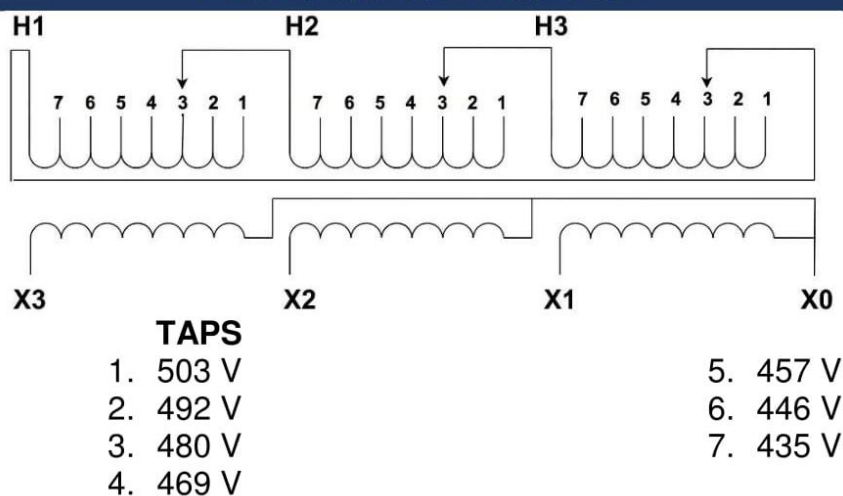 H1 H2 H3
7 6 5 4 3 2 1 7 6 5 4 3 2 1 7 6 5 4 3 2 1
X3 X2 X1 X0
TAPS
1. 503 V
2. 492 V
3. 480 V
4. 469 V
5. 457 V
6. 446 V
7. 435 V